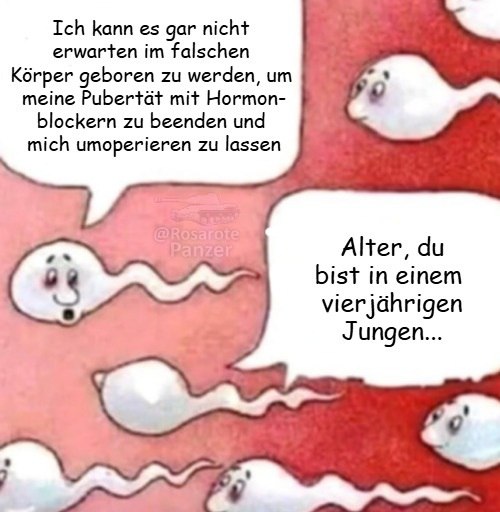 Ich kann es gar nicht
erwarten im falschen
Körper geboren zu werden, um
meine Pubertät mit Hormon-
blockern zu beenden und
mich umoperieren zu lassen
@Rosarote
Panzer
Alter, du
bist in einem
vierjährigen
Jungen...